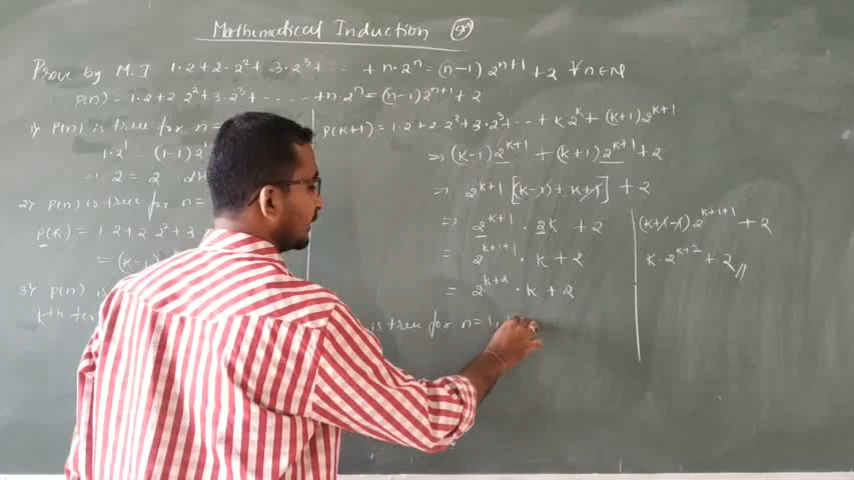 Mathematical Induction
Prove by M.I 1·2+2·2²+3·2³+---+n·2ⁿ=(n-1)2ⁿ⁺¹+2 ∀n∈N
P(n)=1·2+2 2²+3·2³+-----+n·2ⁿ=(n-1)2ⁿ⁺¹+2
1) P(n) is true for n=
1·2¹ = (1-1)2¹
∴ 2=2
2) P(n) is true for n=
P(k) = 1·2+2·2²+3
= (k-1)
3) P(n) is
kth ter
P(k+1)=1·2+2 2²+3·2³+--+k2ᵏ+(k+1)2ᵏ⁺¹
⇒ (k-1)2ᵏ⁺¹+(k+1)2ᵏ⁺¹+2
⇒ 2ᵏ⁺¹[k-1+k+1]+2
⇒ 2ᵏ⁺¹·2k+2
= 2ᵏ⁺¹⁺¹·k+2
= 2ᵏ⁺²·k+2
is true for n=1,
(k+1-1)2ᵏ⁺¹⁺¹+2
k·2ᵏ⁺²+2//